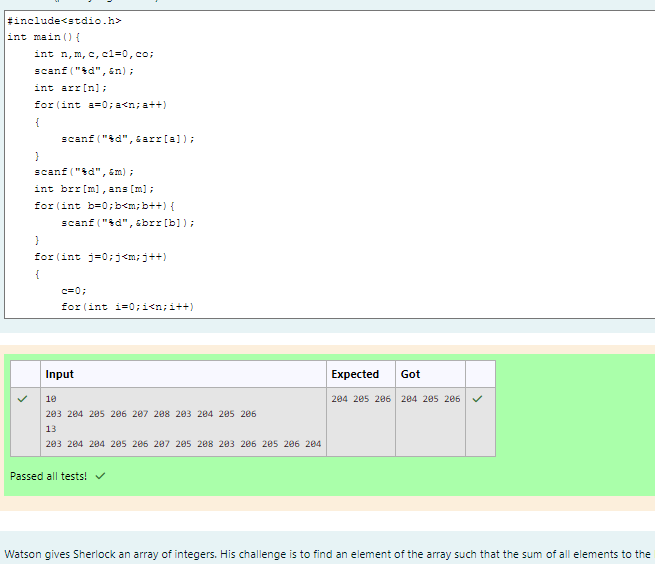 #include<stdio.h>
int main(){
int n,m,c,c1=0,co;
scanf("%d",&n);
int arr[n];
for(int a=0;a<n;a++)
{
scanf("%d",&arr[a]);
}
scanf("%d",&m);
int brr[m],ans[m];
for(int b=0;b<m;b++){
scanf("%d",&brr[b]);
}
for(int j=0;j<m;j++)
{
c=0;
for(int i=0;i<n;i++)
Input Expected Got
10 204 205 206 204 205 206
203 204 205 206 207 208 203 204 205 206
13
203 204 204 205 206 207 205 208 203 206 205 206 204
Passed all tests!
Watson gives Sherlock an array of integers. His challenge is to find an element of the array such that the sum of all elements to the